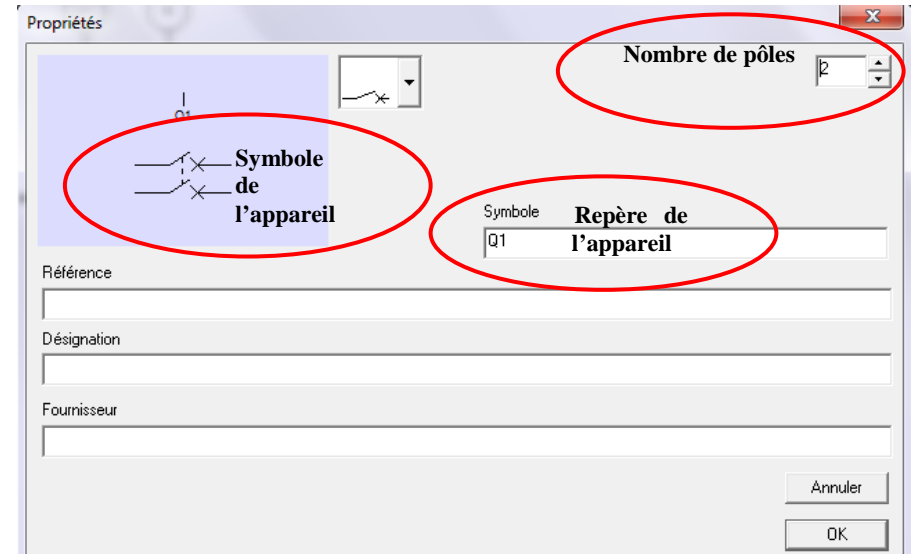 Propriétés
Nombre de pôles
2
Q1
Symbole
de
l'appareil
Symbole
Repère de
l'appareil
Q1
Référence
Désignation
Fournisseur
Annuler
OK